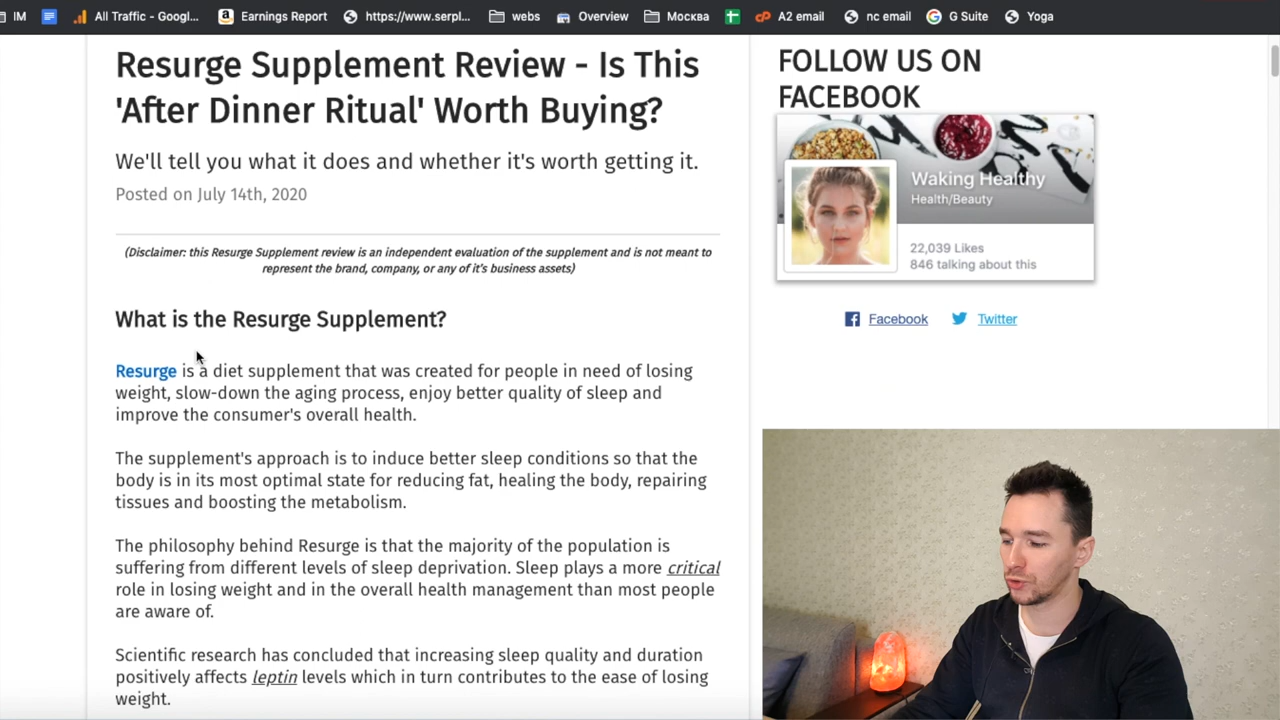 IM
All Traffic - Googl...
Earnings Report
https://www.serpl...
webs
Overview
Москва
A2 email
nc email
G Suite
Yoga
Resurge Supplement Review - Is This
'After Dinner Ritual' Worth Buying?
We'll tell you what it does and whether it's worth getting it.
Posted on July 14th, 2020
(Disclaimer: this Resurge Supplement review is an independent evaluation of the supplement and is not meant to
represent the brand, company, or any of it's business assets)
What is the Resurge Supplement?
Resurge is a diet supplement that was created for people in need of losing
weight, slow-down the aging process, enjoy better quality of sleep and
improve the consumer's overall health.
The supplement's approach is to induce better sleep conditions so that the
body is in its most optimal state for reducing fat, healing the body, repairing
tissues and boosting the metabolism.
The philosophy behind Resurge is that the majority of the population is
suffering from different levels of sleep deprivation. Sleep plays a more critical
role in losing weight and in the overall health management than most people
are aware of.
Scientific research has concluded that increasing sleep quality and duration
positively affects leptin levels which in turn contributes to the ease of losing
weight.
FOLLOW US ON
FACEBOOK
Waking Healthy
Health/Beauty
22,039 Likes
846 talking about this
Facebook
Twitter